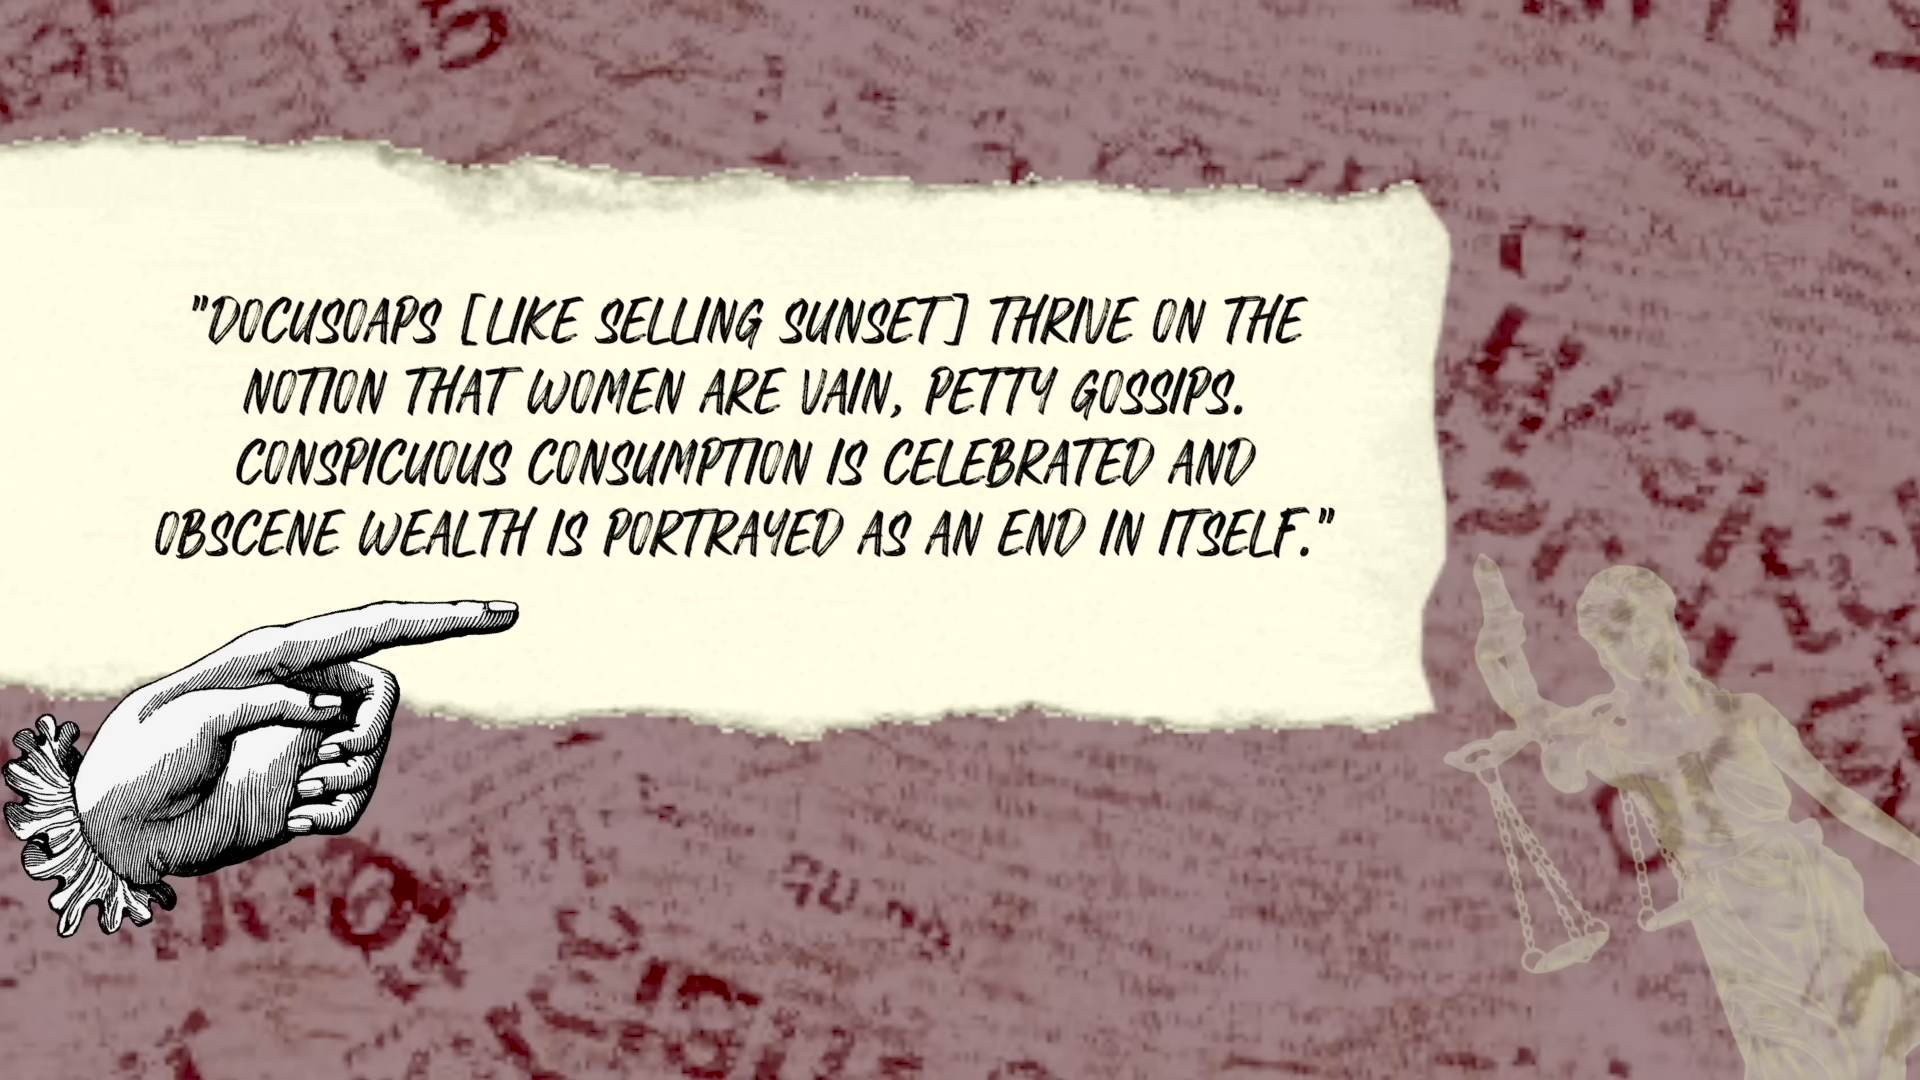 "DOCUSOAPS [LIKE SELLING SUNSET] THRIVE ON THE
NOTION THAT WOMEN ARE VAIN, PETTY GOSSIPS.
CONSPICUOUS CONSUMPTION IS CELEBRATED AND
OBSCENE WEALTH IS PORTRAYED AS AN END IN ITSELF."